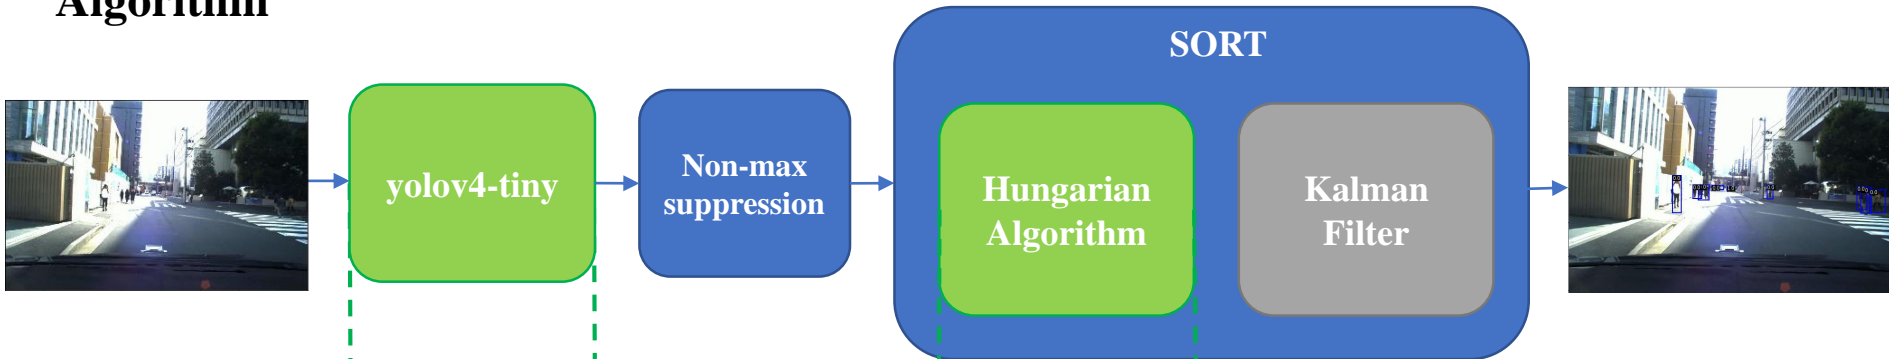 Algorithm
SORT
yolov4-tiny
Non-max
suppression
Hungarian
Algorithm
Kalman
Filter